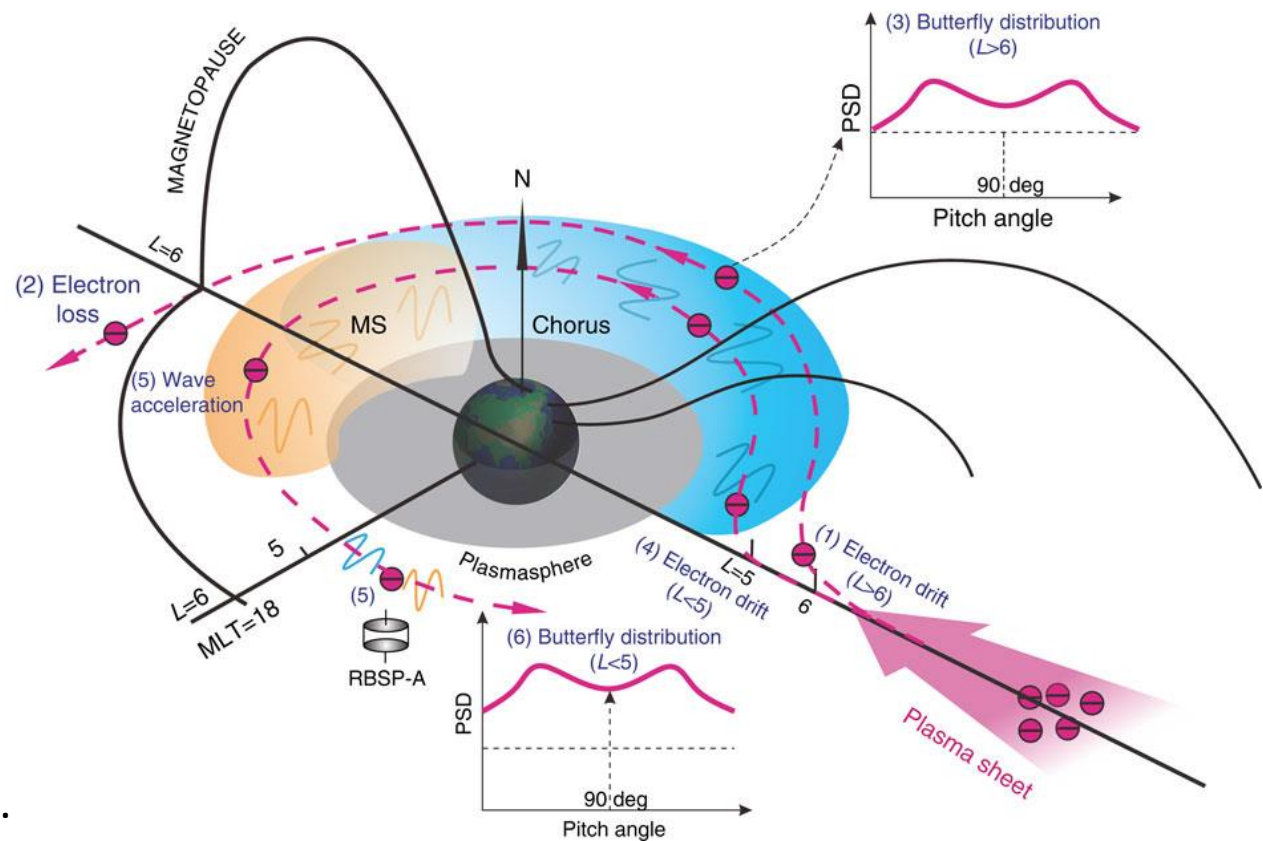 (3) Butterfly distribution
(L>6)
PSD
90 deg
Pitch angle
MAGNETOPAUSE
N
L=6
(2) Electron
loss
MS
Chorus
(5) Wave
acceleration
5
L=6
MLT=18
(5)
RBSP-A
Plasmasphere
(4) Electron drift
(L<5)
L=5
6
(1) Electron drift
(L>6)
Plasma sheet
(6) Butterfly distribution
(L<5)
PSD
90 deg
Pitch angle
.